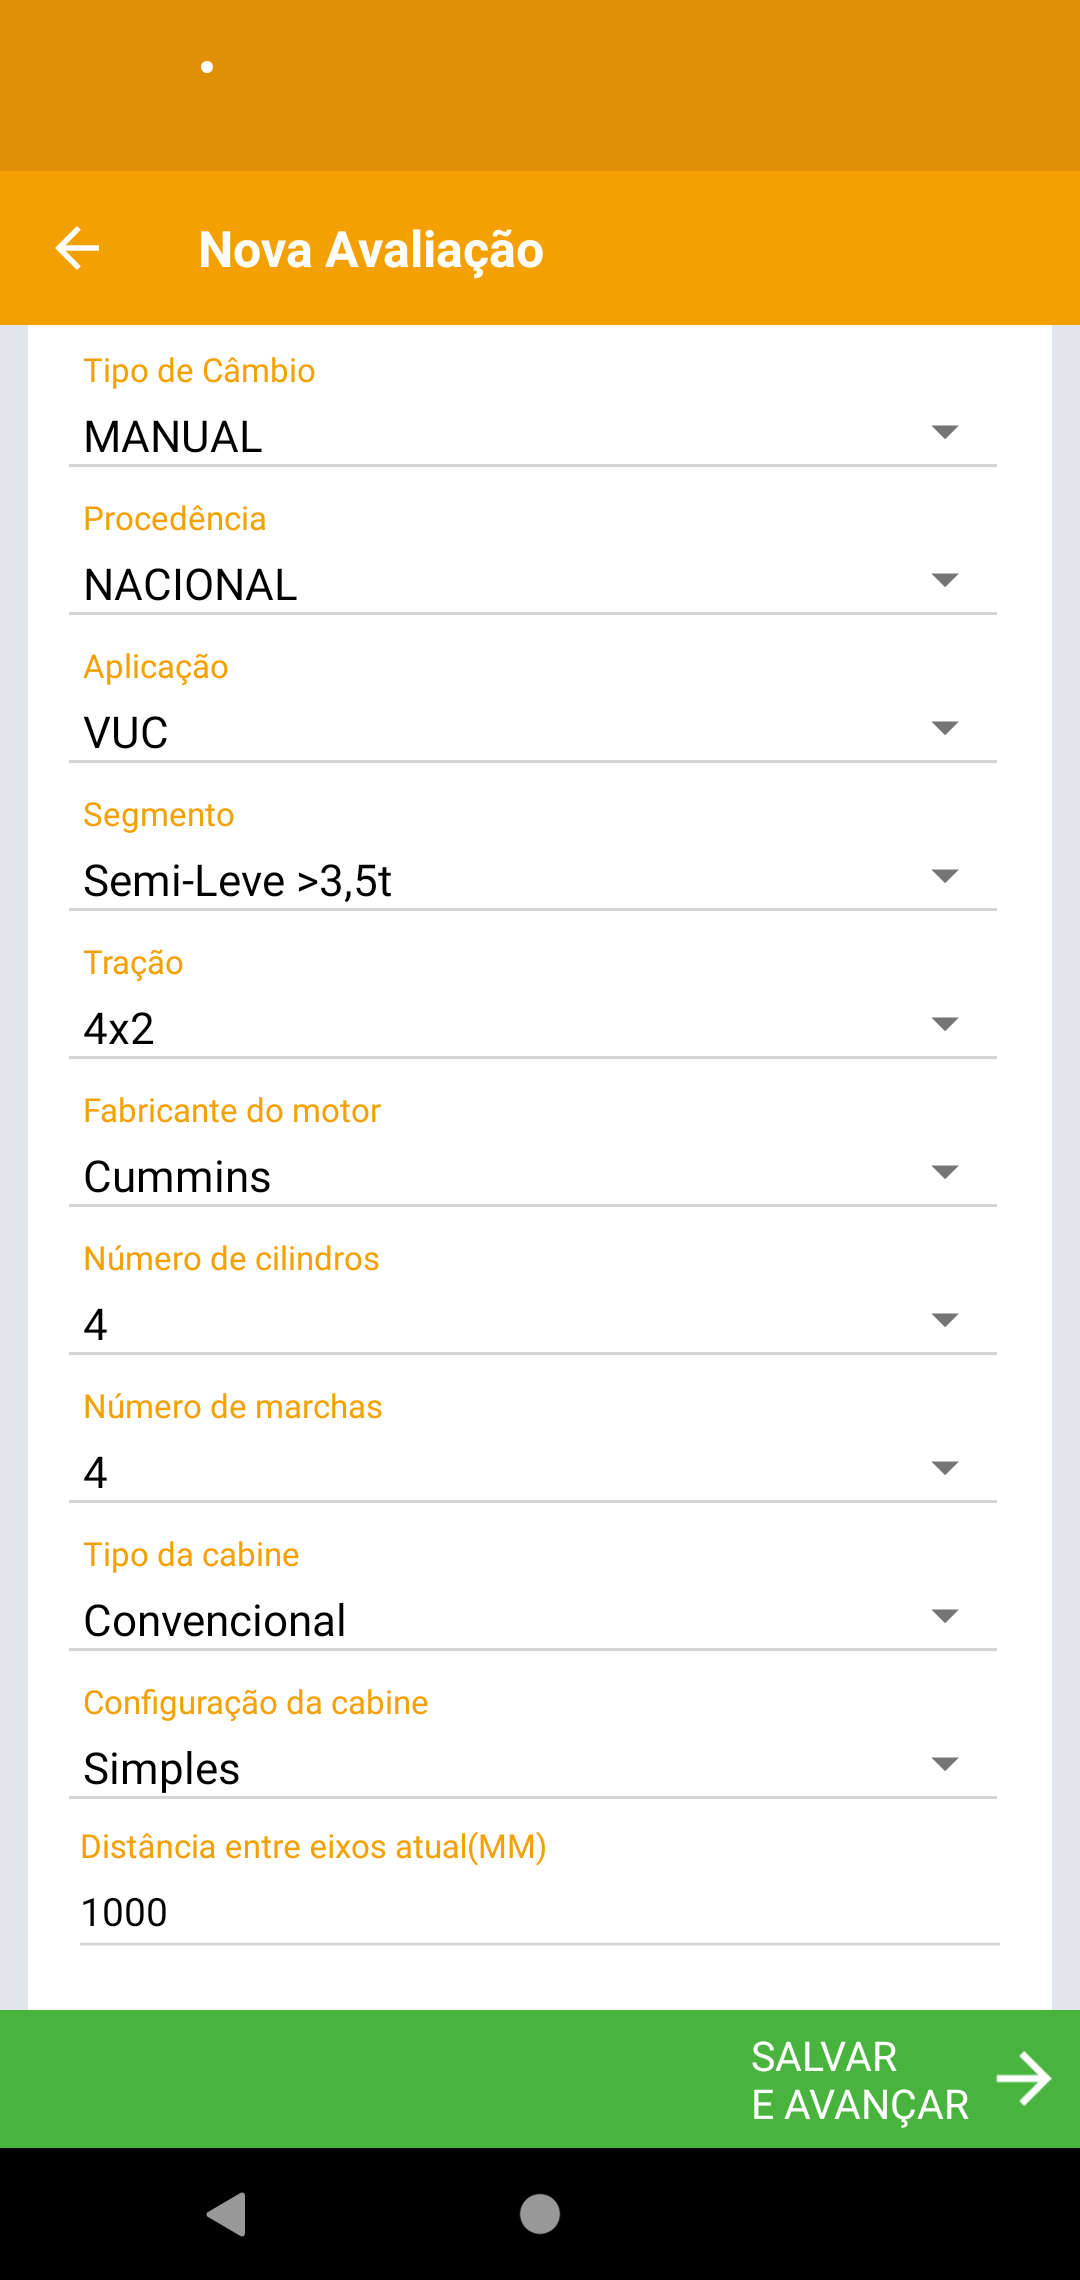 Nova Avaliação
Tipo de Câmbio
MANUAL
Procedência
NACIONAL
Aplicação
VUC
Segmento
Semi-Leve >3,5t
Tração
4x2
Fabricante do motor
Cummins
Número de cilindros
4
Número de marchas
4
Tipo da cabine
Convencional
Configuração da cabine
Simples
Distância entre eixos atual(MM)
1000
SALVAR
E AVANÇAR